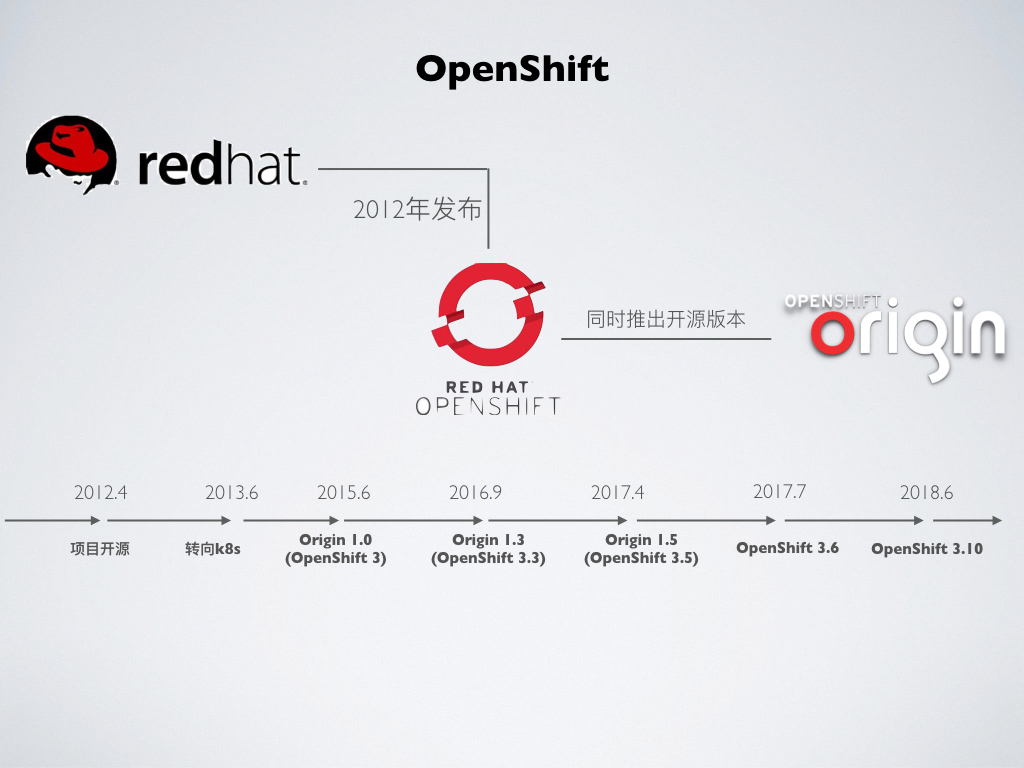 OpenShift
redhat.
2012年发布
同时推出开源版本
OPENSHIFT
origin
RED HAT
OPENSHIFT
2012.4
2013.6
2015.6
2016.9
2017.4
2017.7
2018.6
项目开源
转向k8s
Origin 1.0
(OpenShift 3)
Origin 1.3
(OpenShift 3.3)
Origin 1.5
(OpenShift 3.5)
OpenShift 3.6
OpenShift 3.10